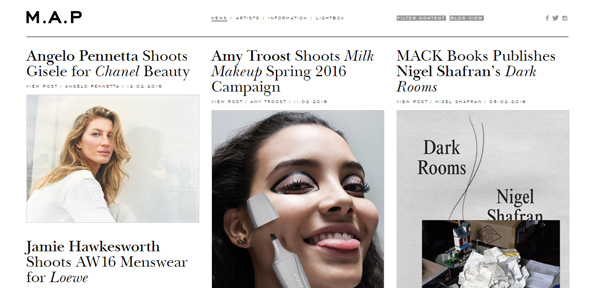 M.A.P
NEWS / ARTISTS / INFORMATION / LIGHTBOX
FILTER CONTENT BLOG VIEW
Angelo Pennetta Shoots
Gisele for Chanel Beauty
VIEW POST / ANGELO PENNETTA / 12-02-2016
Jamie Hawkesworth
Shoots AW16 Menswear
for Loewe
Amy Troost Shoots Milk
Makeup Spring 2016
Campaign
VIEW POST / AMY TROOST / 11-02-2016
MACK Books Publishes
Nigel Shafran's Dark
Rooms
VIEW POST / NIGEL SHAFRAN / 05-02-2016
Dark
Rooms
Nigel
Shafran